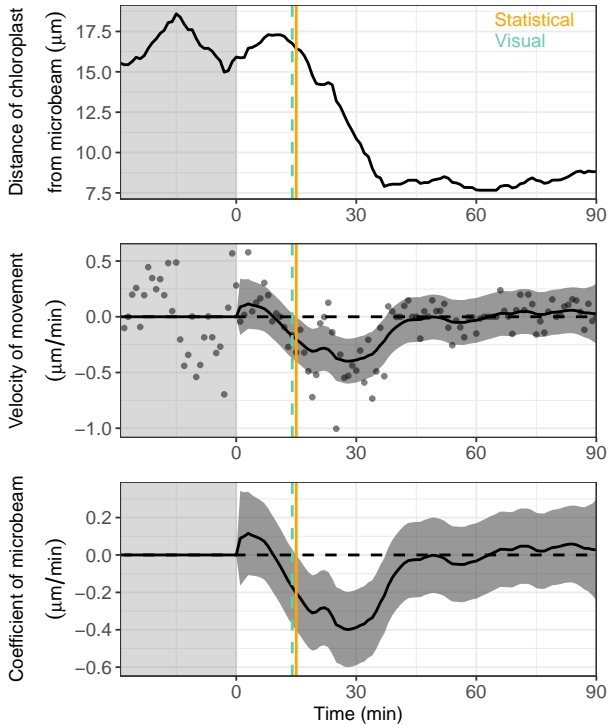 Distance of chloroplast
from microbeam (μm)
17.5
15.0
12.5
10.0
7.5
Statistical
Visual
0
30
60
90
Velocity of movement
(μm/min)
0.5
0.0
−0.5
−1.0
0
30
60
90
Coefficient of microbeam
(μm/min)
0.2
0.0
−0.2
−0.4
−0.6
0
30
60
90
Time (min)